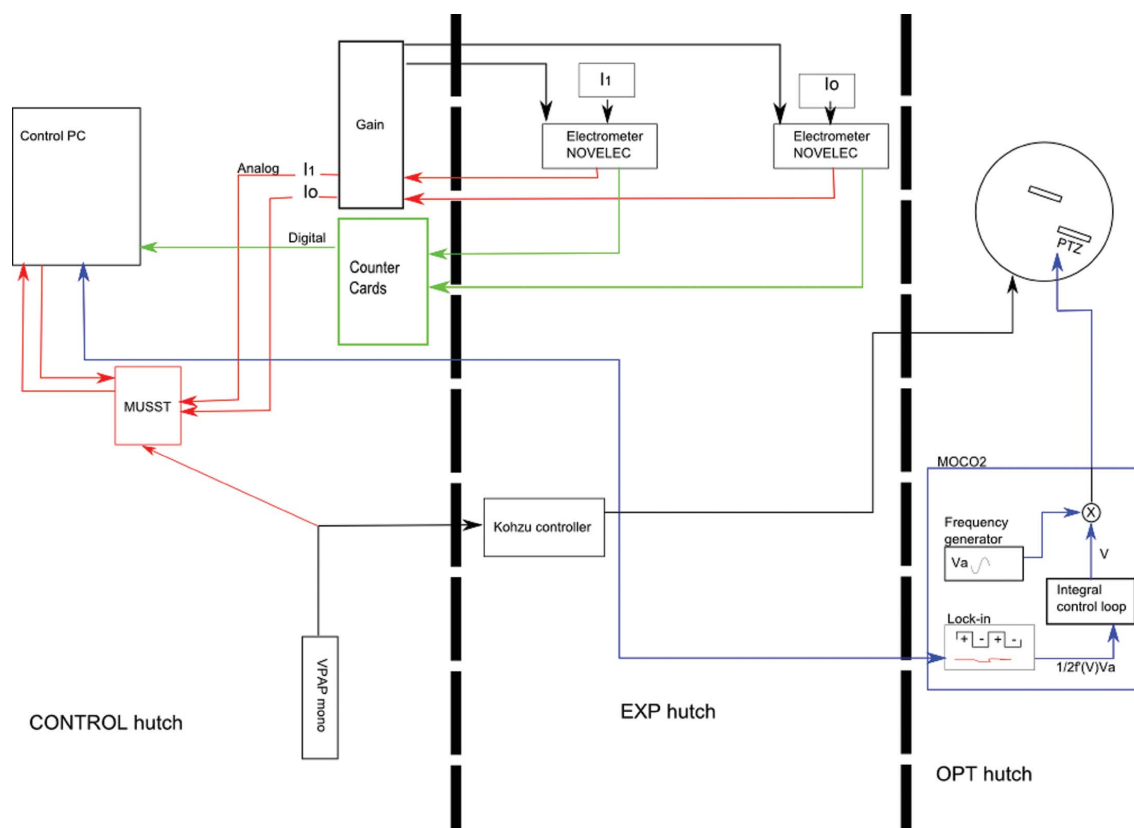 Control PC
Gain
I1
Io
Electrometer
NOVELEC
Electrometer
NOVELEC
Analog
I1
Io
Digital
Counter
Cards
PTZ
MUSST
MOCO2
Kohzu controller
X
Frequency
generator
Va
V
Integral
control loop
Lock-in
+ - + -
1/2f'(V)Va
VPAP mono
CONTROL hutch
EXP hutch
OPT hutch